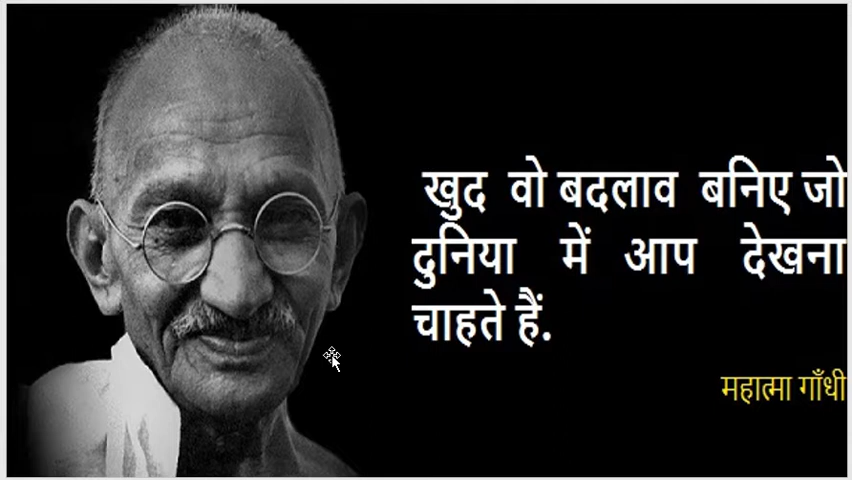 खुद वो बदलाव बनिए जो
दुनिया में आप देखना
चाहते हैं.
महात्मा गाँधी